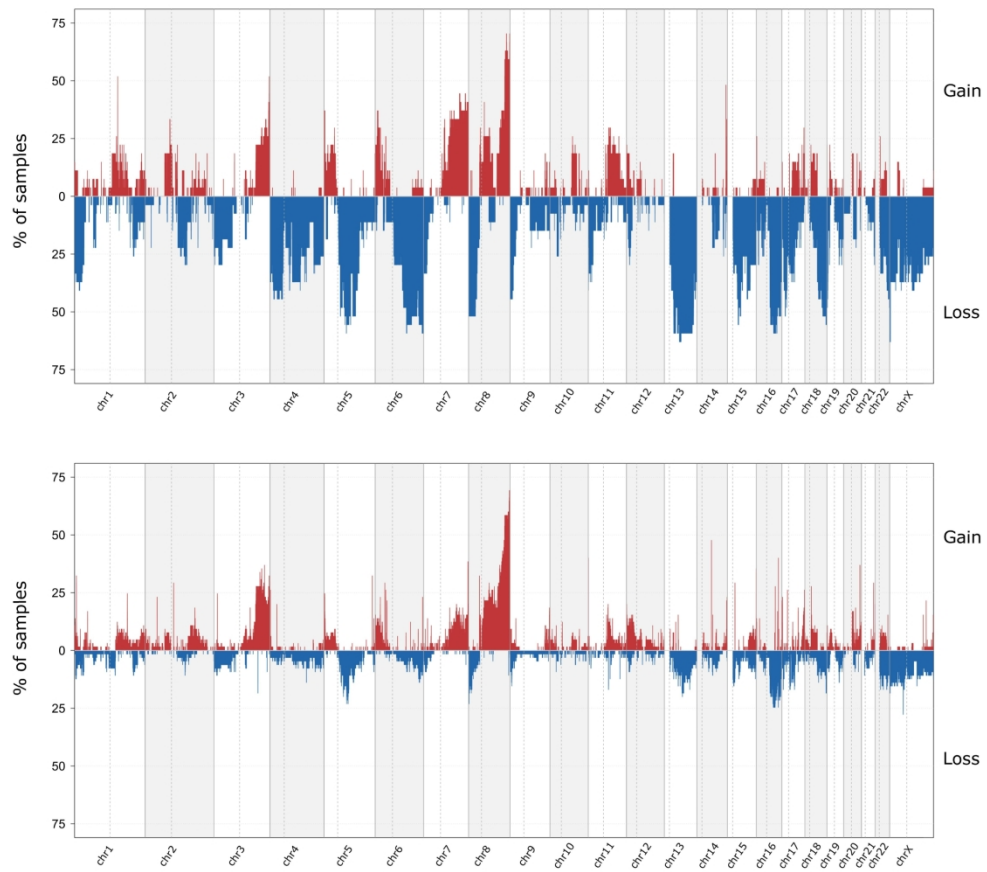 75
50
25
0
25
50
75
% of samples
Gain
Loss
chr1
chr2
chr3
chr4
chr5
chr6
chr7
chr8
chr9
chr10
chr11
chr12
chr13
chr14
chr15
chr16
chr17
chr18
chr19
chr20
chr21
chr22
chrX
75
50
25
0
25
50
75
% of samples
Gain
Loss
chr1
chr2
chr3
chr4
chr5
chr6
chr7
chr8
chr9
chr10
chr11
chr12
chr13
chr14
chr15
chr16
chr17
chr18
chr19
chr20
chr21
chr22
chrX